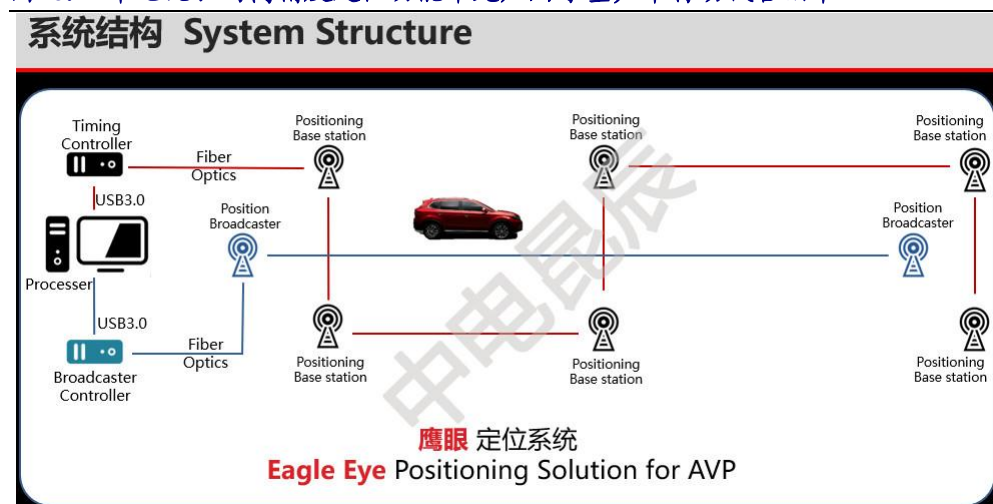 系统结构 System Structure
Timing
Controller
Fiber
Optics
Positioning
Base station
Positioning
Base station
Positioning
Base station
USB3.0
Position
Broadcaster
Position
Broadcaster
Processer
USB3.0
Fiber
Optics
Broadcaster
Controller
Positioning
Base station
Positioning
Base station
Positioning
Base station
中电昆辰
鹰眼 定位系统
Eagle Eye Positioning Solution for AVP